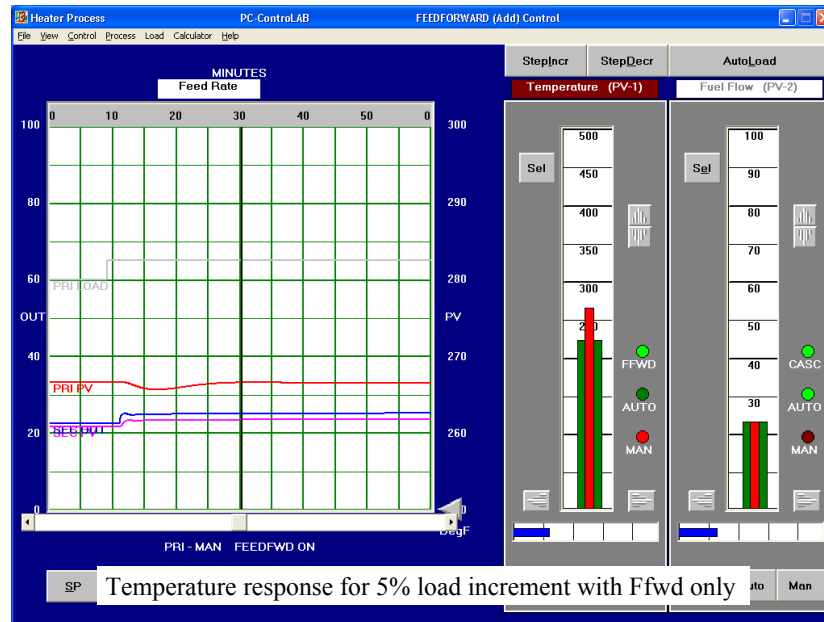 Heater Process PC-ControLAB FEEDFORWARD (Add) Control
File View Control Process Load Calculator Help
StepIncr StepDecr AutoLoad
MINUTES
Feed Rate
Temperature (PV-1) Fuel Flow (PV-2)
0 10 20 30 40 50 0
100 300
80 290
60 280
OUT PV
40 270
20 260
0 0
DegF
PRI LOAD
PRI PV
SEC PV
PRI - MAN FEEDFWD ON
Sel
500
450
400
350
300
FFWD
AUTO
MAN
Sel
100
90
80
70
60
50
40
30
CASC
AUTO
MAN
SP
Temperature response for 5% load increment with Ffwd only
uto Man